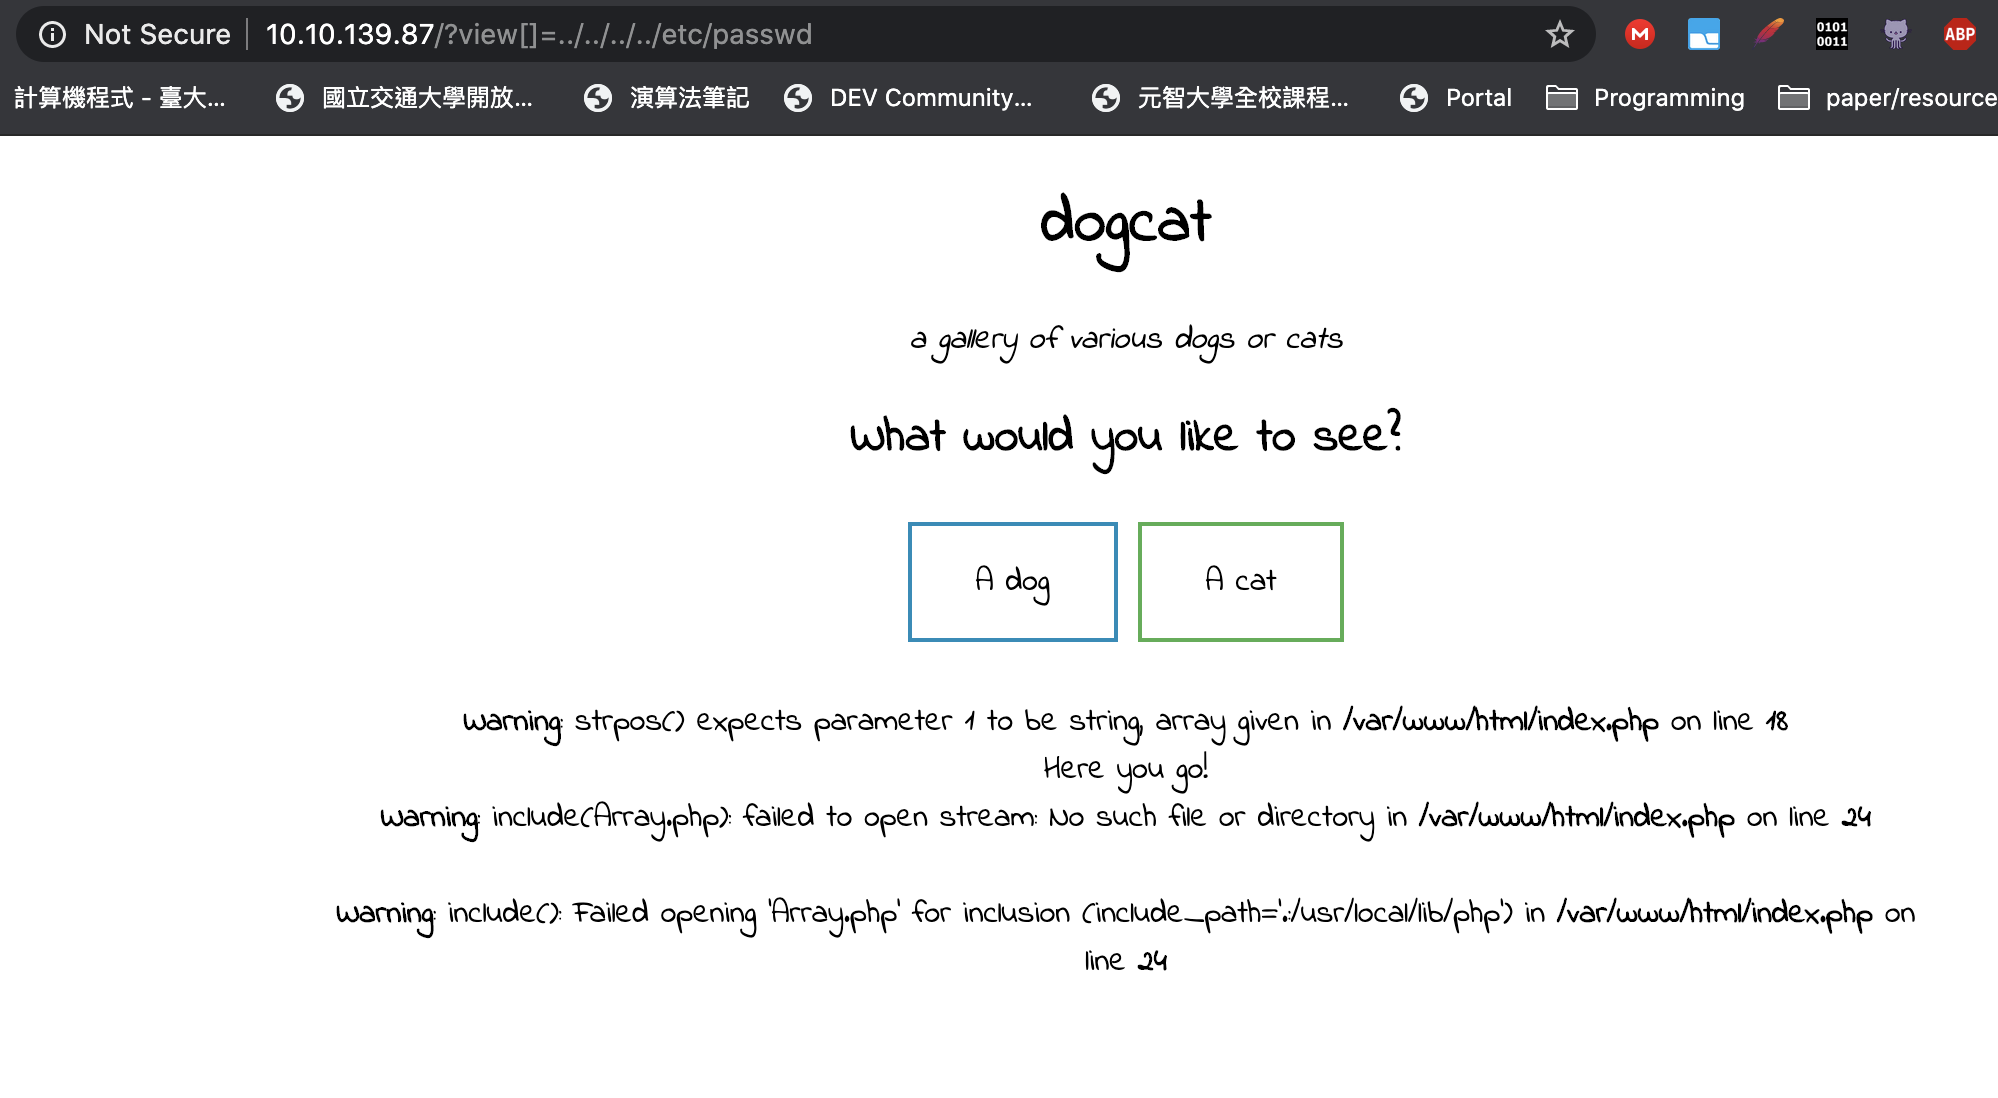 Not Secure 10.10.139.87/?view[]=../../../../etc/passwd
0101
0011
ABP
計算機程式 - 臺大... 國立交通大學開放... 演算法筆記 DEV Community... 元智大學全校課程... Portal Programming paper/resource
dogcat
a gallery of various dogs or cats
What would you like to see?
A dog A cat
Warning: strpos() expects parameter 1 to be string, array given in /var/www/html/index.php on line 18
Here you go!
Warning: include(Array.php): failed to open stream: No such file or directory in /var/www/html/index.php on line 24
Warning: include(): Failed opening 'Array.php' for inclusion (include_path='.:/usr/local/lib/php') in /var/www/html/index.php on
line 24